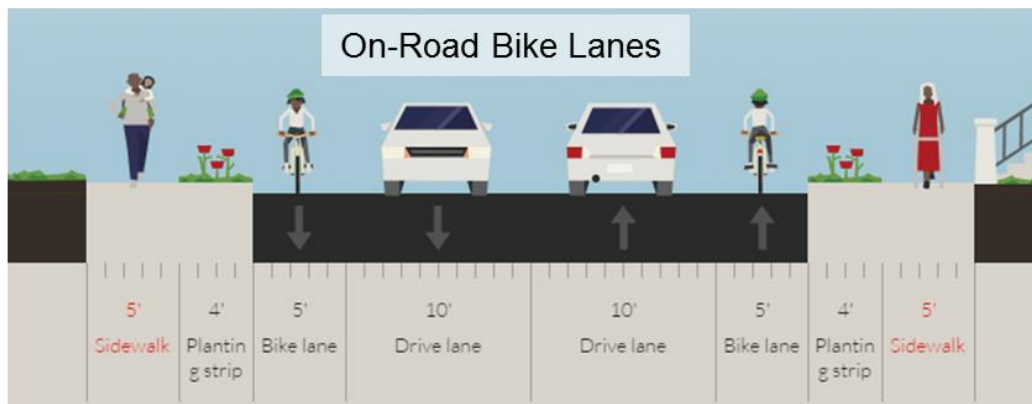 On-Road Bike Lanes
5' 4' 5' 10' 10' 5' 4' 5'
Sidewalk Plantin Bike lane Drive lane Drive lane Bike lane Plantin Sidewalk
g strip g strip